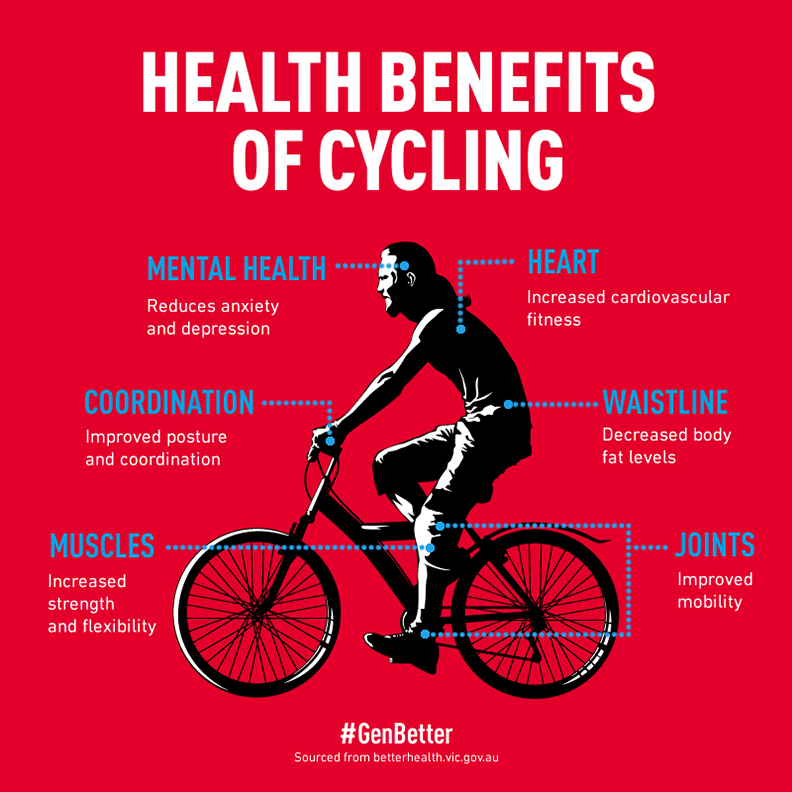 HEALTH BENEFITS
OF CYCLING
MENTAL HEALTH
Reduces anxiety
and depression
HEART
Increased cardiovascular
fitness
COORDINATION
Improved posture
and coordination
WAISTLINE
Decreased body
fat levels
MUSCLES
Increased
strength
and flexibility
JOINTS
Improved
mobility
#GenBetter
Sourced from betterhealth.vic.gov.au